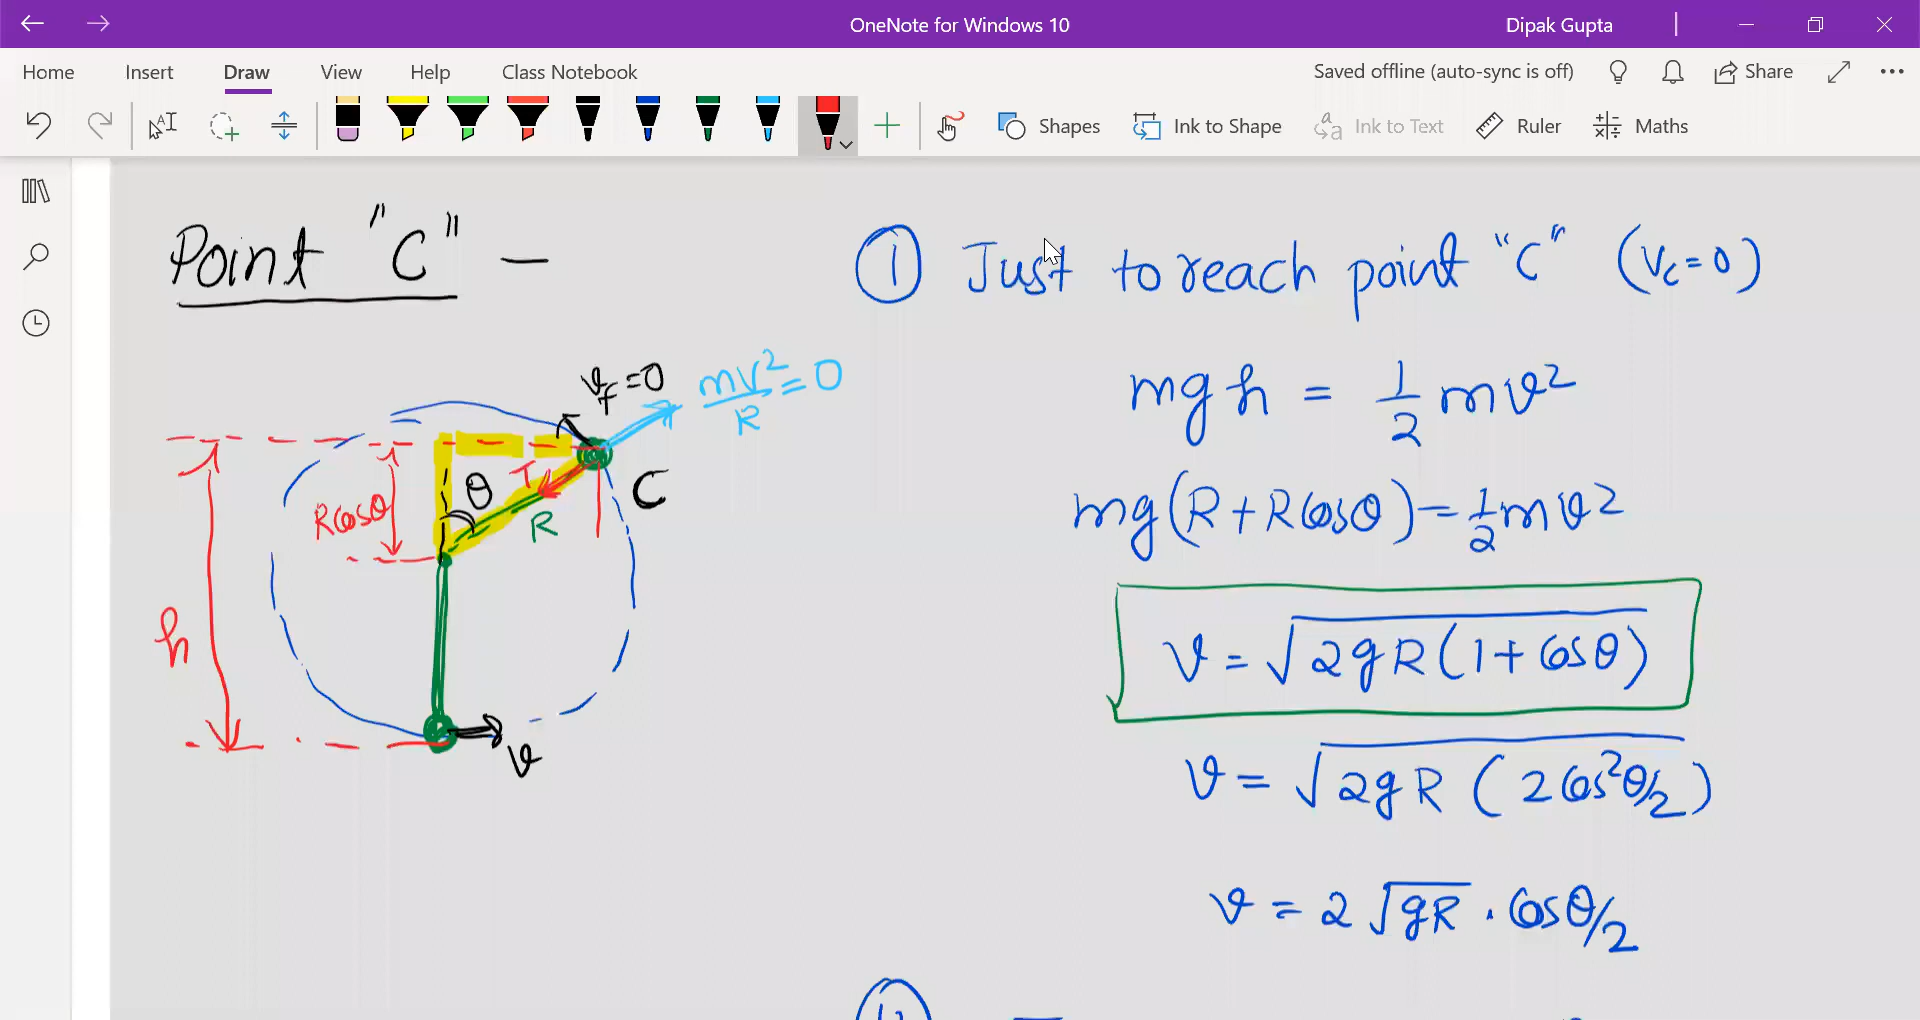 OneNote for Windows 10
Dipak Gupta
Home Insert Draw View Help Class Notebook
Saved offline (auto-sync is off)
Share
Shapes Ink to Shape Ink to Text Ruler Maths
Point "C" –
① Just to reach point "C" (Vc=0)
vf=0
mv²/R = 0
T
θ
C
Rcosθ
R
h
v
mgh = 1/2 mv²
mg(R+Rcosθ) = 1/2 mv²
v = √2gR(1+cosθ)
v = √2gR (2cos²θ/2)
v = 2√gR . cosθ/2